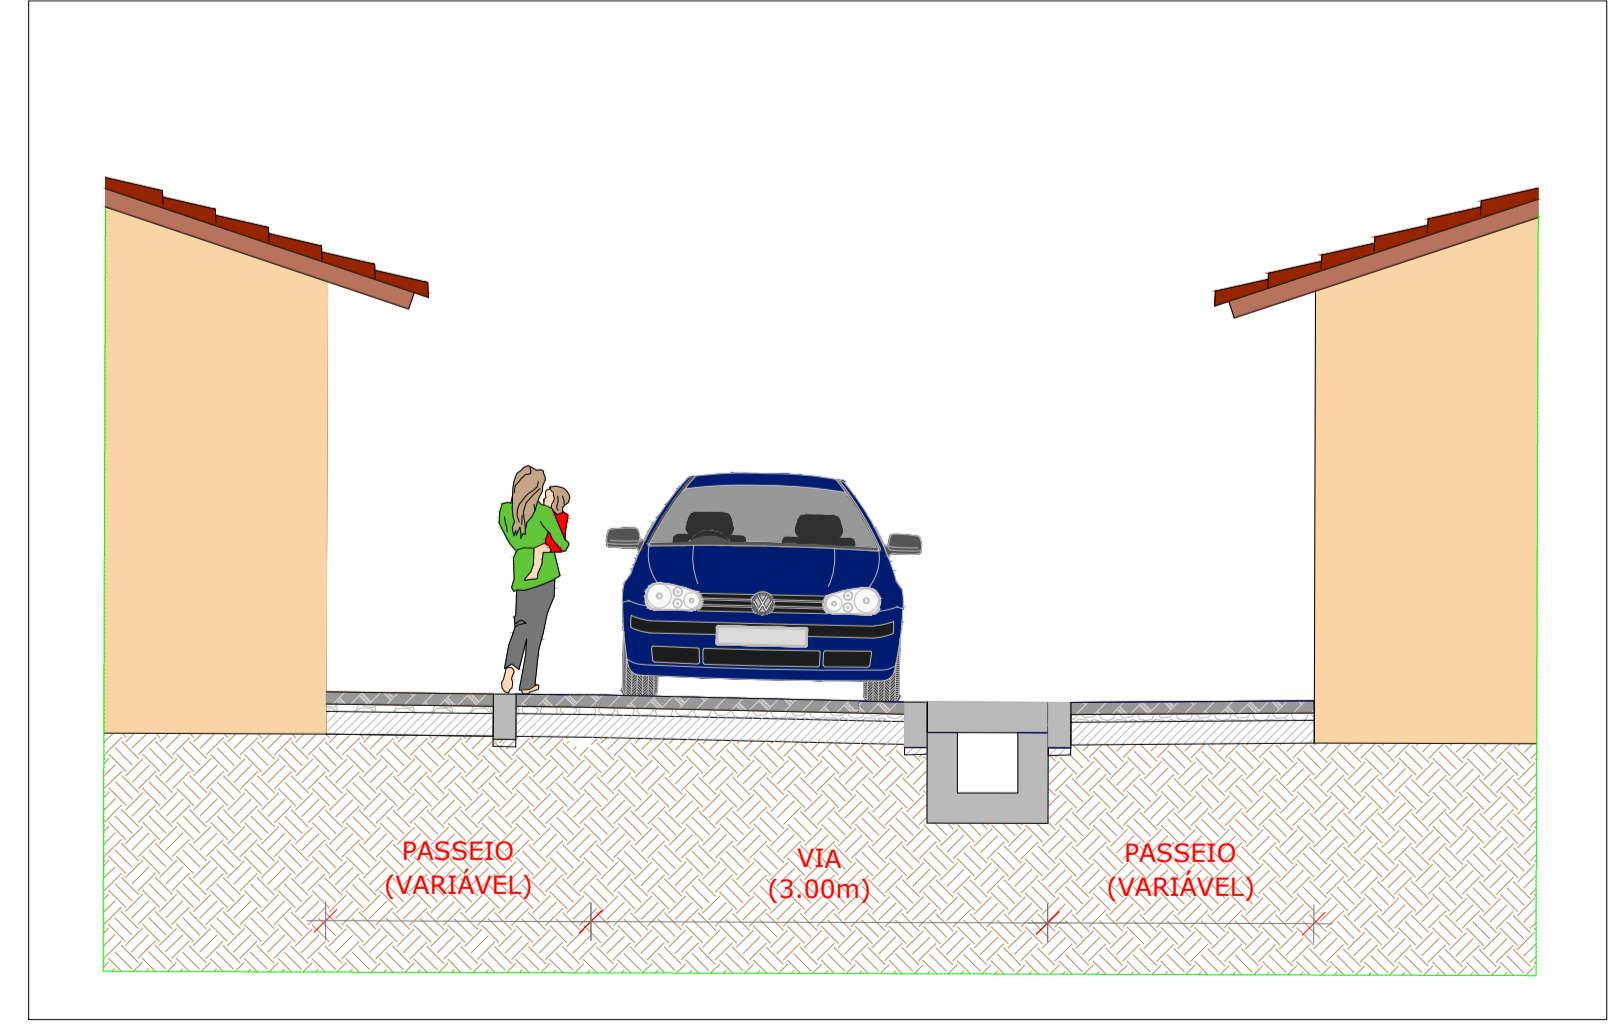 PASSEIO
(VARIÁVEL)
VIA
(3.00m)
PASSEIO
(VARIÁVEL)